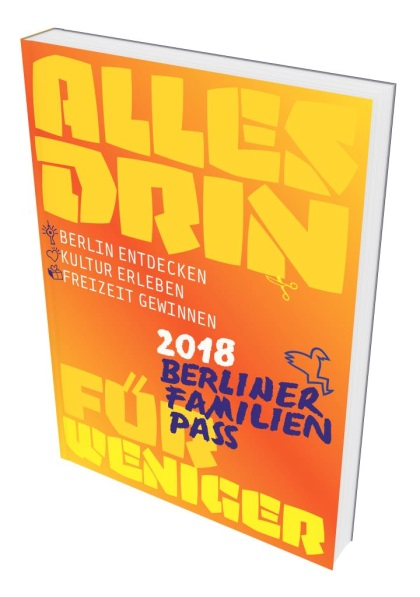 ALLES
DRIN
BERLIN ENTDECKEN
KULTUR ERLEBEN
FREIZEIT GEWINNEN
2018
BERLINER
FAMILIEN
PASS
FÜR
WENIGER